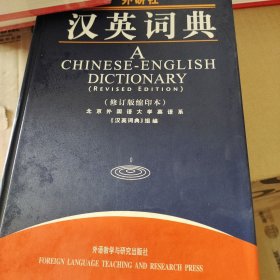 外研社
汉英词典
A
CHINESE-ENGLISH
DICTIONARY
(REVISED EDITION)
(修订版缩印本)
北京外国语大学英语系
《汉英词典》组编
外语教学与研究出版社
FOREIGN LANGUAGE TEACHING AND RESEARCH PRESS